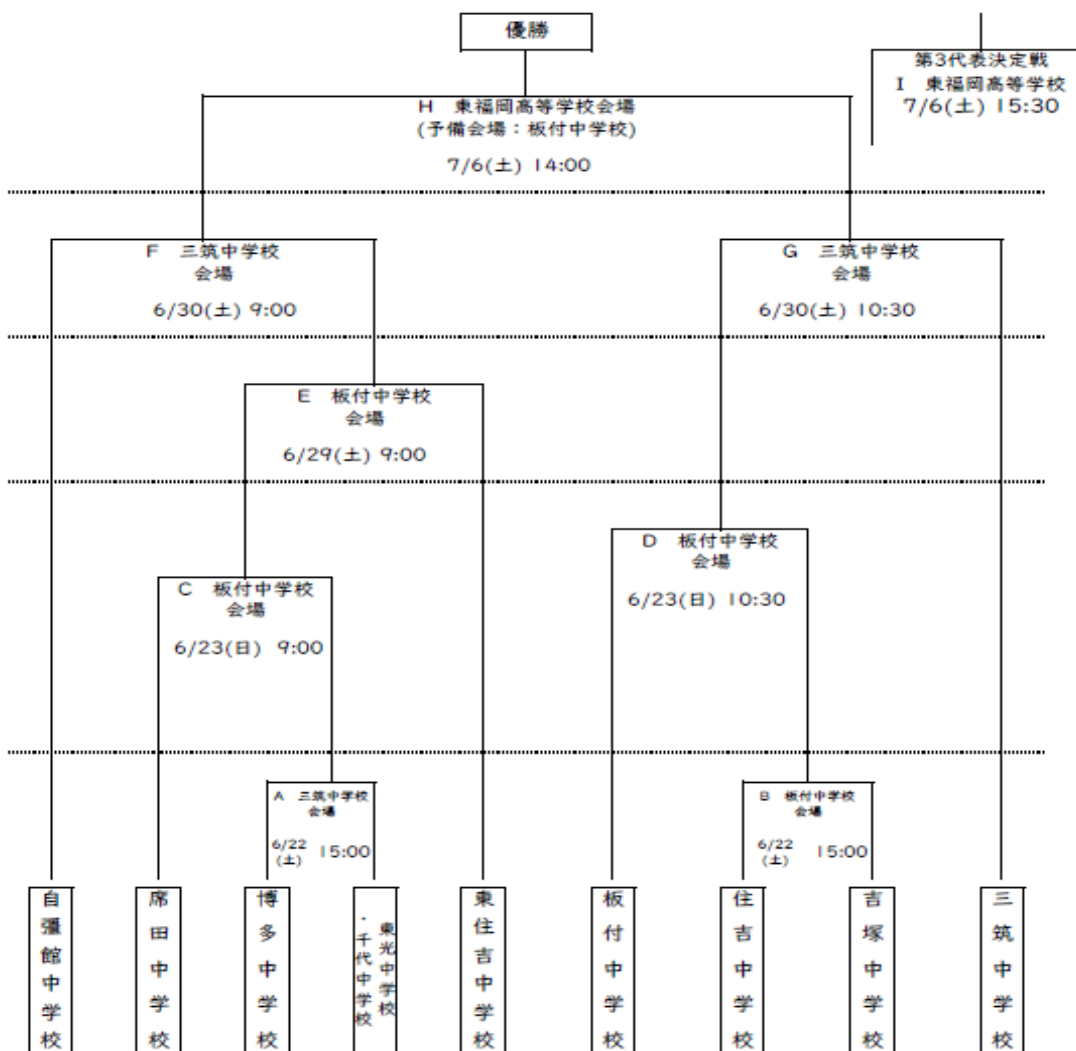 優勝
第3代表決定戦
I 東福岡高等学校
7/6(土) 15:30
H 東福岡高等学校会場
(予備会場：板付中学校)
7/6(土) 14:00
F 三筑中学校
会場
6/30(土) 9:00
G 三筑中学校
会場
6/30(土) 10:30
E 板付中学校
会場
6/29(土) 9:00
D 板付中学校
会場
6/23(日) 10:30
C 板付中学校
会場
6/23(日) 9:00
A 三筑中学校
会場
6/22
(土) 15:00
B 板付中学校
会場
6/22
(土) 15:00
自彊館中学校
席田中学校
博多中学校
東光中学校
・千代中学校
東住吉中学校
板付中学校
住吉中学校
吉塚中学校
三筑中学校